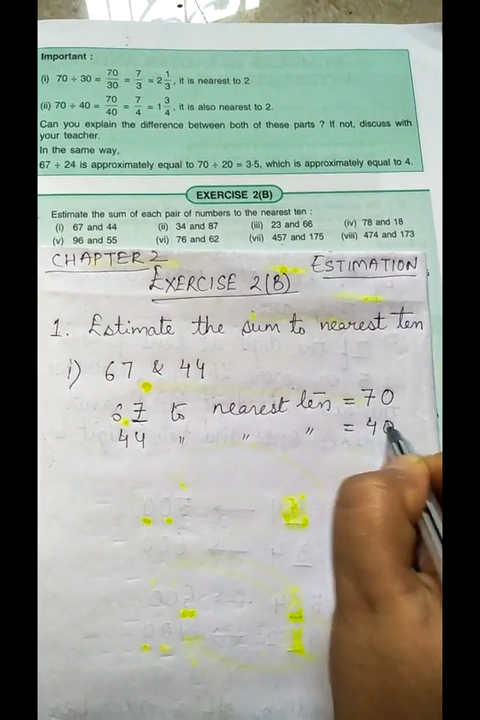 Important :
(i) 70 ÷ 30 = 70/30 = 7/3 = 2 1/3, it is nearest to 2
(ii) 70 ÷ 40 = 70/40 = 7/4 = 1 3/4, it is also nearest to 2.
Can you explain the difference between both of these parts ? If not, discuss with
your teacher.
In the same way,
67 ÷ 24 is approximately equal to 70 ÷ 20 = 3·5, which is approximately equal to 4.
EXERCISE 2(B)
Estimate the sum of each pair of numbers to the nearest ten :
(i) 67 and 44 (ii) 34 and 87 (iii) 23 and 66 (iv) 78 and 18
(v) 96 and 55 (vi) 76 and 62 (vii) 457 and 175 (viii) 474 and 173
CHAPTER 2 ESTIMATION
EXERCISE 2(B)
1. Estimate the sum to nearest ten
i) 67 & 44
67 to nearest ten = 70
44 " " " = 40